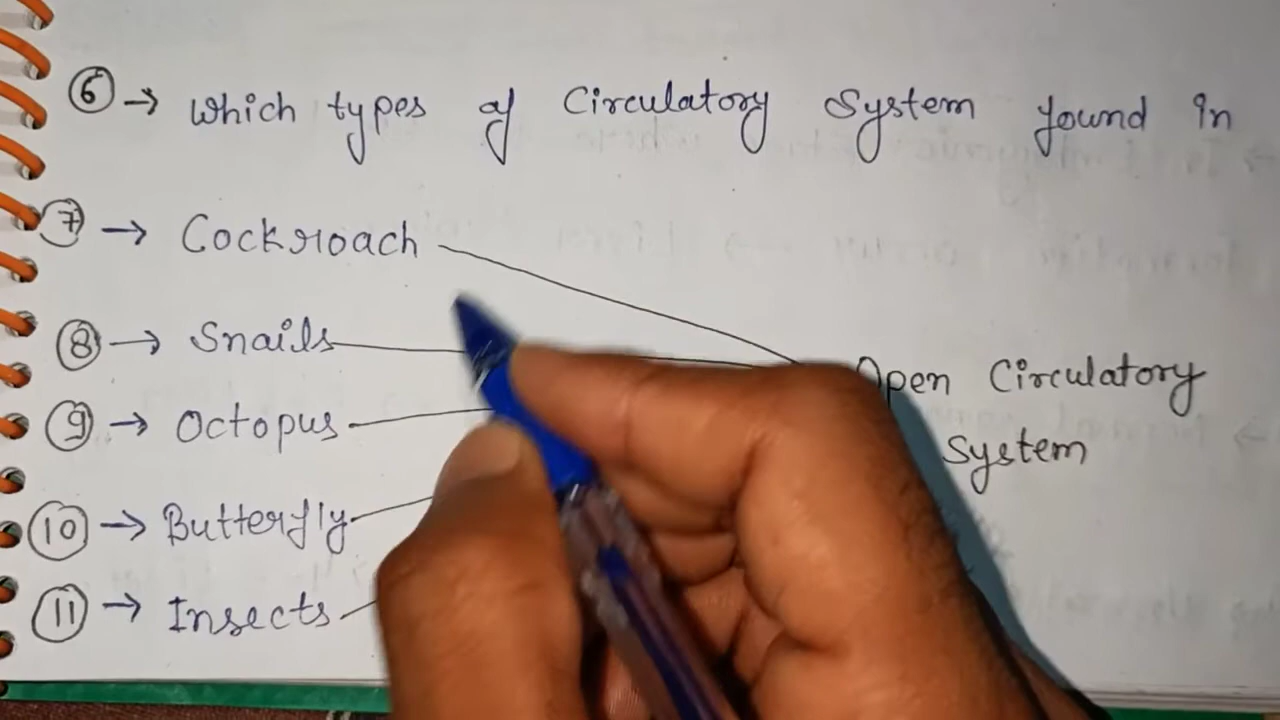 6 → Which types of Circulatory System found in
7 → Cockroach
8 → Snails
Open Circulatory
9 → Octopus
System
10 → Butterfly
11 → Insects